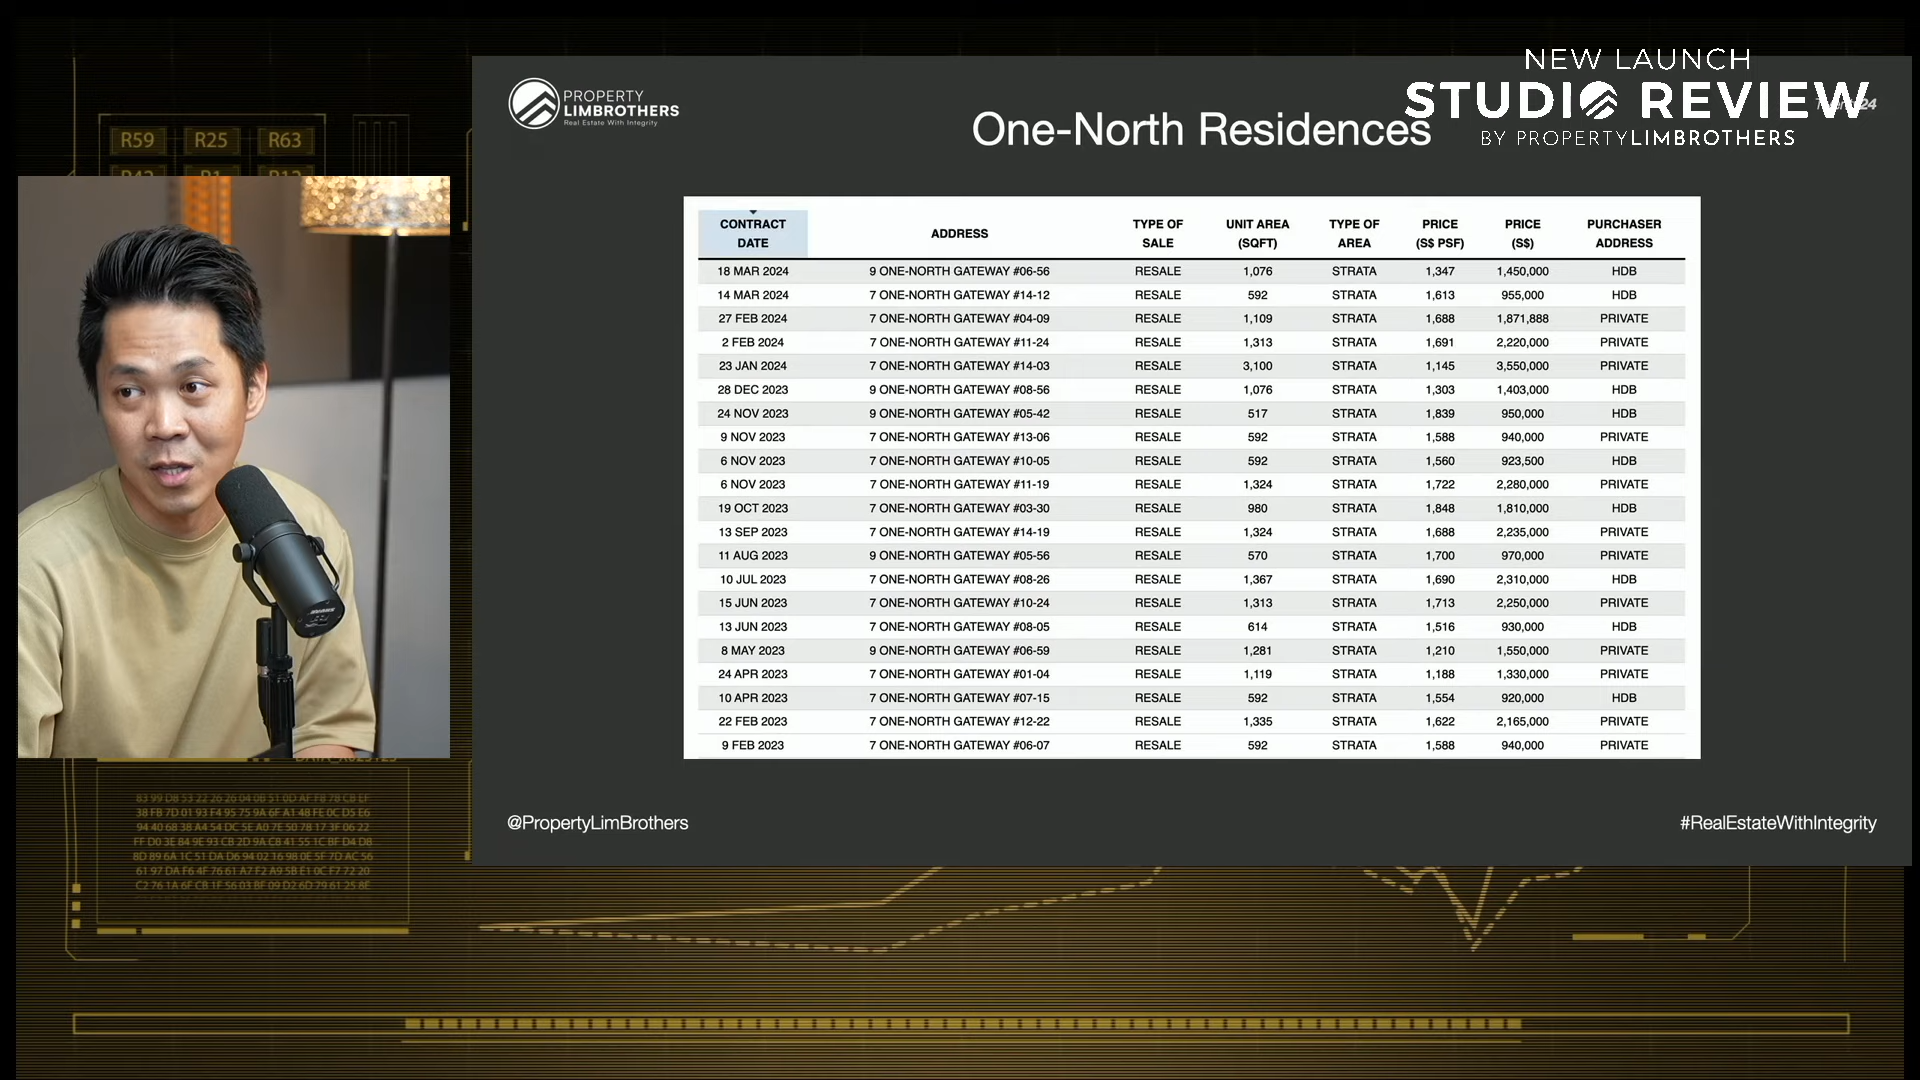 NEW LAUNCH
STUDIO REVIEW
BY PROPERTYLIMBROTHERS
PROPERTY
LIMBROTHERS
Real Estate With Integrity
One-North Residences
R59 R25 R63
CONTRACT DATE ADDRESS TYPE OF SALE UNIT AREA (SQFT) TYPE OF AREA PRICE (S$ PSF) PRICE (S$) PURCHASER ADDRESS
18 MAR 2024 9 ONE-NORTH GATEWAY #06-56 RESALE 1,076 STRATA 1,347 1,450,000 HDB
14 MAR 2024 7 ONE-NORTH GATEWAY #14-12 RESALE 592 STRATA 1,613 955,000 HDB
27 FEB 2024 7 ONE-NORTH GATEWAY #04-09 RESALE 1,109 STRATA 1,688 1,871,888 PRIVATE
2 FEB 2024 7 ONE-NORTH GATEWAY #11-24 RESALE 1,313 STRATA 1,691 2,220,000 PRIVATE
23 JAN 2024 7 ONE-NORTH GATEWAY #14-03 RESALE 3,100 STRATA 1,145 3,550,000 PRIVATE
28 DEC 2023 9 ONE-NORTH GATEWAY #08-56 RESALE 1,076 STRATA 1,303 1,403,000 HDB
24 NOV 2023 9 ONE-NORTH GATEWAY #05-42 RESALE 517 STRATA 1,839 950,000 HDB
9 NOV 2023 7 ONE-NORTH GATEWAY #13-06 RESALE 592 STRATA 1,588 940,000 PRIVATE
6 NOV 2023 7 ONE-NORTH GATEWAY #10-05 RESALE 592 STRATA 1,560 923,500 HDB
6 NOV 2023 7 ONE-NORTH GATEWAY #11-19 RESALE 1,324 STRATA 1,722 2,280,000 PRIVATE
19 OCT 2023 7 ONE-NORTH GATEWAY #03-30 RESALE 980 STRATA 1,848 1,810,000 HDB
13 SEP 2023 7 ONE-NORTH GATEWAY #14-19 RESALE 1,324 STRATA 1,688 2,235,000 PRIVATE
11 AUG 2023 9 ONE-NORTH GATEWAY #05-56 RESALE 570 STRATA 1,700 970,000 PRIVATE
10 JUL 2023 7 ONE-NORTH GATEWAY #08-26 RESALE 1,367 STRATA 1,690 2,310,000 HDB
15 JUN 2023 7 ONE-NORTH GATEWAY #10-24 RESALE 1,313 STRATA 1,713 2,250,000 PRIVATE
13 JUN 2023 7 ONE-NORTH GATEWAY #08-05 RESALE 614 STRATA 1,516 930,000 HDB
8 MAY 2023 9 ONE-NORTH GATEWAY #06-59 RESALE 1,281 STRATA 1,210 1,550,000 PRIVATE
24 APR 2023 7 ONE-NORTH GATEWAY #01-04 RESALE 1,119 STRATA 1,188 1,330,000 PRIVATE
10 APR 2023 7 ONE-NORTH GATEWAY #07-15 RESALE 592 STRATA 1,554 920,000 HDB
22 FEB 2023 7 ONE-NORTH GATEWAY #12-22 RESALE 1,335 STRATA 1,622 2,165,000 PRIVATE
9 FEB 2023 7 ONE-NORTH GATEWAY #06-07 RESALE 592 STRATA 1,588 940,000 PRIVATE
@PropertyLimBrothers
#RealEstateWithIntegrity